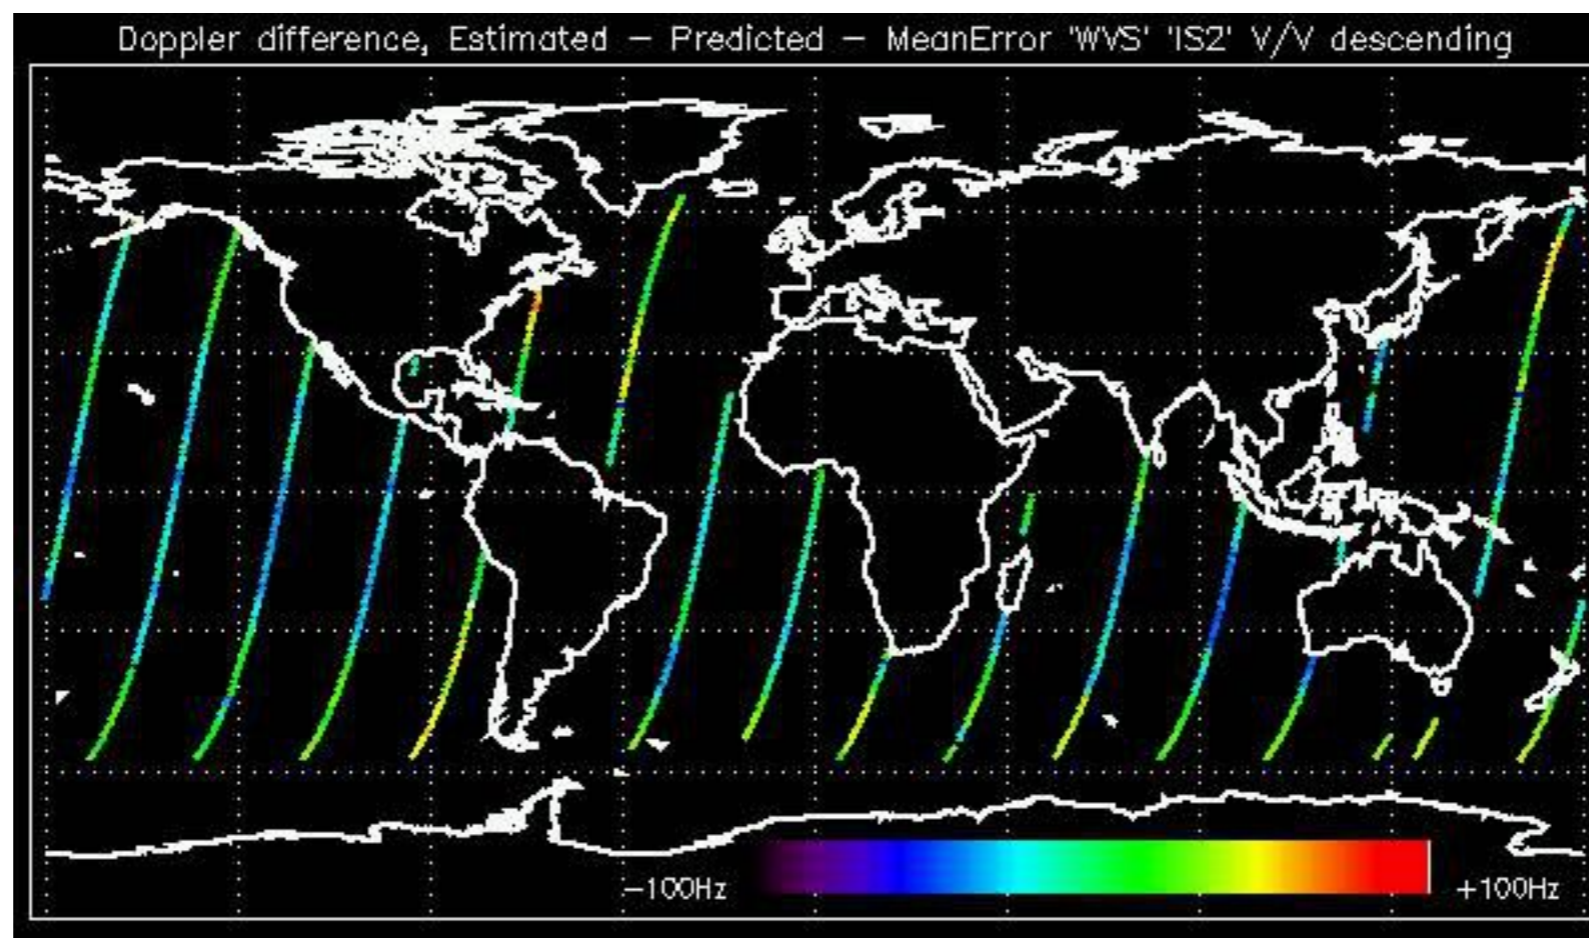 Doppler difference, Estimated - Predicted - MeanError 'WVS' 'IS2' V/V descending
-100Hz
+100Hz